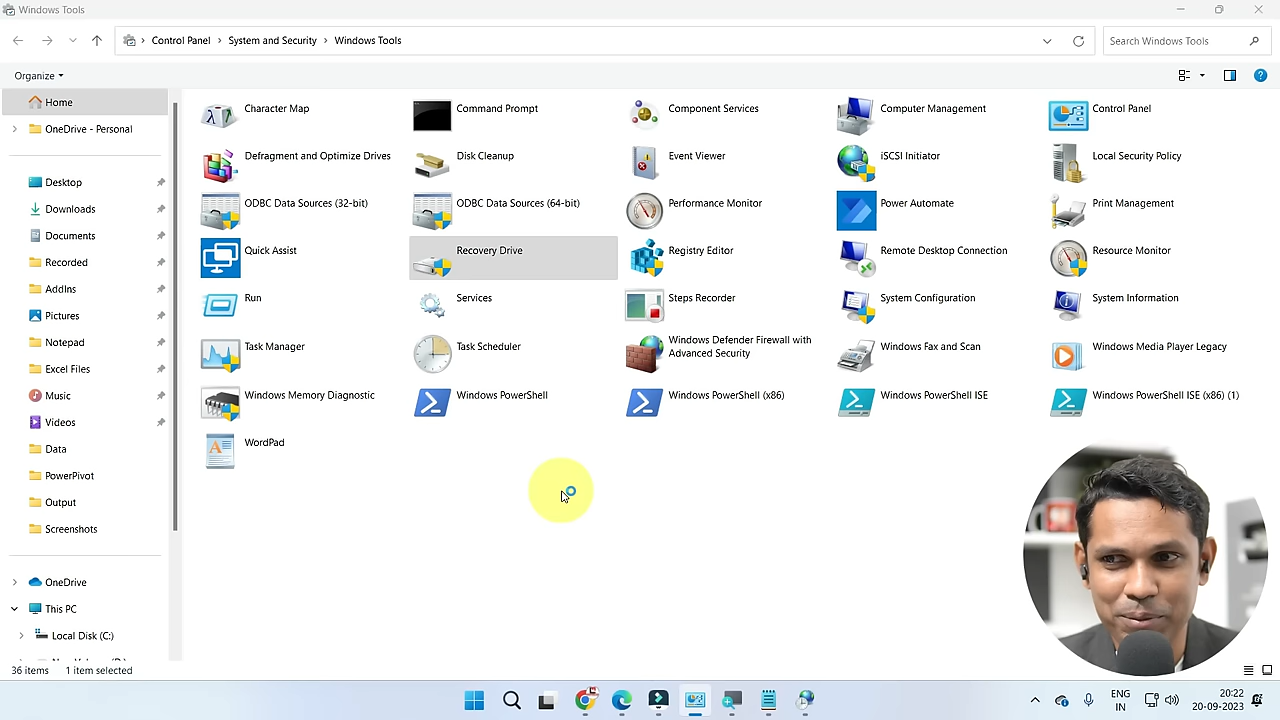 Windows Tools
Control Panel > System and Security > Windows Tools
Search Windows Tools
Organize
Home
OneDrive - Personal
Desktop
Downloads
Documents
Recorded
AddIns
Pictures
Notepad
Excel Files
Music
Videos
Data
PowerPivot
Output
Screenshots
OneDrive
This PC
Local Disk (C:)
Character Map
Command Prompt
Component Services
Computer Management
Control Panel
Defragment and Optimize Drives
Disk Cleanup
Event Viewer
iSCSI Initiator
Local Security Policy
ODBC Data Sources (32-bit)
ODBC Data Sources (64-bit)
Performance Monitor
Power Automate
Print Management
Quick Assist
Recovery Drive
Registry Editor
Remote Desktop Connection
Resource Monitor
Run
Services
Steps Recorder
System Configuration
System Information
Task Manager
Task Scheduler
Windows Defender Firewall with
Advanced Security
Windows Fax and Scan
Windows Media Player Legacy
Windows Memory Diagnostic
Windows PowerShell
Windows PowerShell (x86)
Windows PowerShell ISE
Windows PowerShell ISE (x86) (1)
WordPad
36 items
1 item selected
ENG
IN
20:22
20-09-2023